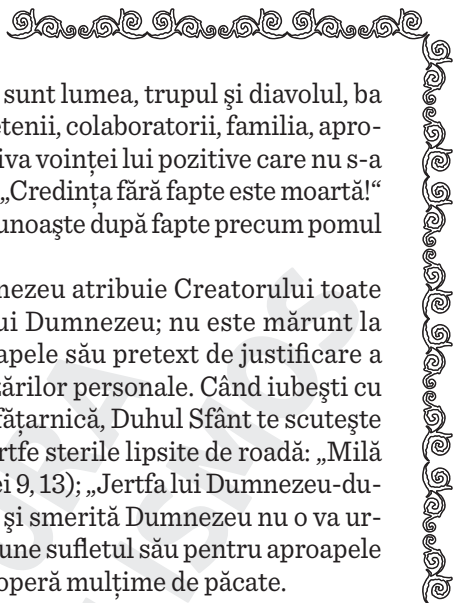 sunt lumea, trupul şi diavolul, ba
etenii, colaboratorii, familia, apro-
iva voinţei lui pozitive care nu s-a
„Credinţa fără fapte este moartă!“
unoaşte după fapte precum pomul
nezeu atribuie Creatorului toate
ui Dumnezeu; nu este mărunt la
apele său pretext de justificare a
zărilor personale. Când iubeşti cu
făţarnică, Duhul Sfânt te scuteşte
rtfe sterile lipsite de roadă: „Milă
ei 9, 13); „Jertfa lui Dumnezeu-du-
şi smerită Dumnezeu nu o va ur-
une sufletul său pentru aproapele
operă mulţime de păcate.